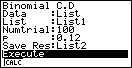 Binomial C.D
Data    :List
List    :List1
Numtrial:100
p       :0.12
Save Res:List2
Execute
CALC